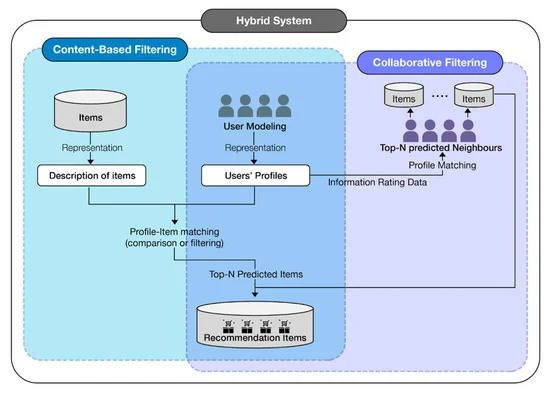 Hybrid System
Content-Based Filtering
Collaborative Filtering
Items
User Modeling
Items
....
Items
Top-N predicted Neighbours
Representation
Representation
Profile Matching
Description of items
Users' Profiles
Information Rating Data
Profile-Item matching
(comparison or filtering)
Top-N Predicted Items
Recommendation Items